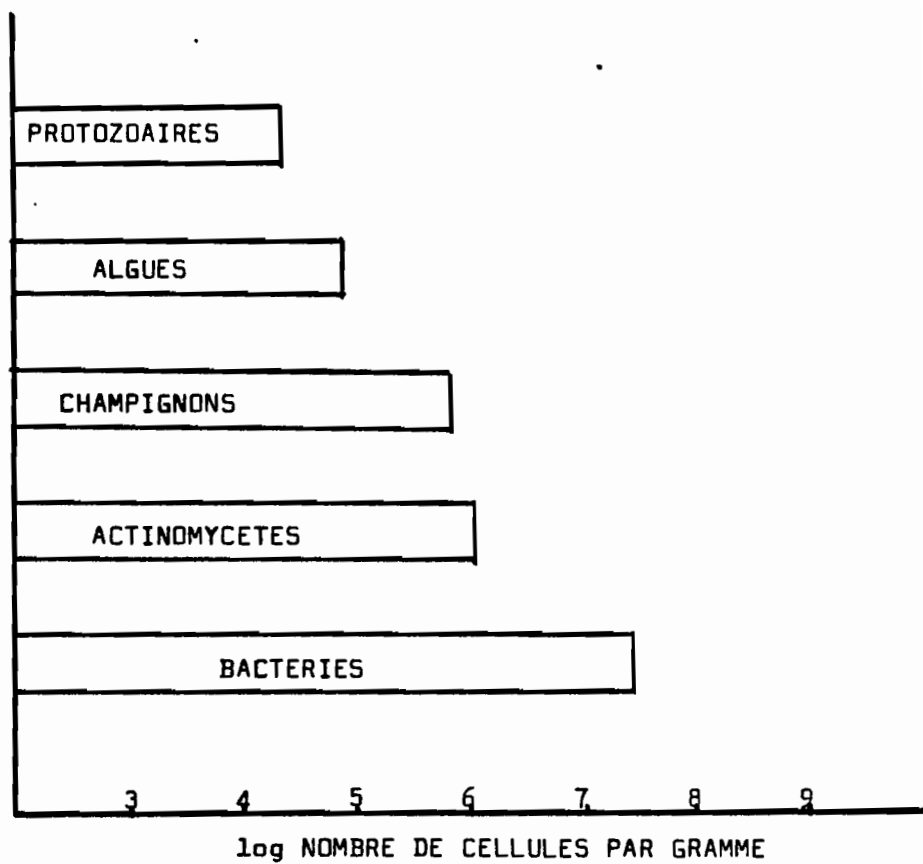 PROTOZOAIRES
ALGUES
CHAMPIGNONS
ACTINOMYCETES
BACTERIES
3 4 5 6 7 8 9
log NOMBRE DE CELLULES PAR GRAMME